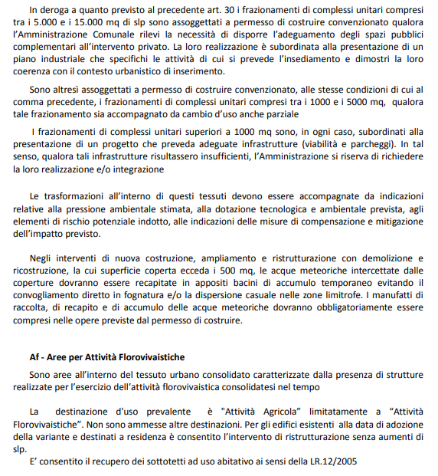 In deroga a quanto previsto al precedente art. 30 i frazionamenti di complessi unitari compresi
tra i 5.000 e i 15.000 mq di slp sono assoggettati a permesso di costruire convenzionato qualora
l'Amministrazione Comunale rilevi la necessità di disporre l'adeguamento degli spazi pubblici
complementari all'intervento privato. La loro realizzazione è subordinata alla presentazione di un
piano industriale che specifichi le attività di cui si prevede l'insediamento e dimostri la loro
coerenza con il contesto urbanistico di inserimento.
Sono altresì assoggettati a permesso di costruire convenzionato, alle stesse condizioni di cui al
comma precedente, i frazionamenti di complessi unitari compresi tra i 1000 e i 5000 mq, qualora
tale frazionamento sia accompagnato da cambio d'uso anche parziale
I frazionamenti di complessi unitari superiori a 1000 mq sono, in ogni caso, subordinati alla
presentazione di un progetto che preveda adeguate infrastrutture (viabilità e parcheggi). In tal
senso, qualora tali infrastrutture risultassero insufficienti, l'Amministrazione si riserva di richiedere
la loro realizzazione e/o integrazione
Le trasformazioni all'interno di questi tessuti devono essere accompagnate da indicazioni
relative alla pressione ambientale stimata, alla dotazione tecnologica e ambientale prevista, agli
elementi di rischio potenziale indotto, alle indicazioni delle misure di compensazione e mitigazione
dell'impatto previsto.
Negli interventi di nuova costruzione, ampliamento e ristrutturazione con demolizione e
ricostruzione, la cui superficie coperta ecceda i 500 mq, le acque meteoriche intercettate dalle
coperture dovranno essere recapitate in appositi bacini di accumulo temporaneo evitando il
convogliamento diretto in fognatura e/o la dispersione casuale nelle zone limitrofe. I manufatti di
raccolta, di recapito e di accumulo delle acque meteoriche dovranno obbligatoriamente essere
compresi nelle opere previste dal permesso di costruire.
Af - Aree per Attività Florovivaistiche
Sono aree all'interno del tessuto urbano consolidato caratterizzate dalla presenza di strutture
realizzate per l'esercizio dell'attività florovivaistica consolidatesi nel tempo
La destinazione d'uso prevalente è "Attività Agricola" limitatamente a "Attività
Florovivaistiche". Non sono ammesse altre destinazioni. Per gli edifici esistenti alla data di adozione
della variante e destinati a residenza è consentito l'intervento di ristrutturazione senza aumenti di
slp.
E' consentito il recupero dei sottotetti ad uso abitativo ai sensi della LR.12/2005